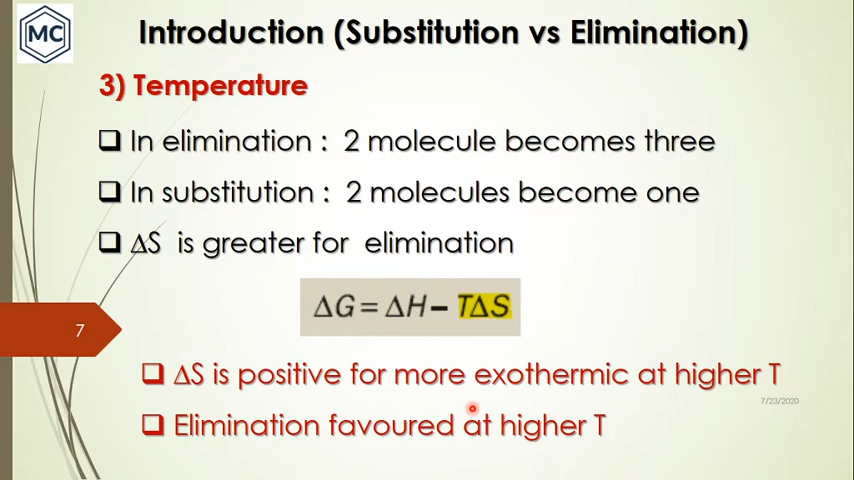 MC
Introduction (Substitution vs Elimination)
3) Temperature
❑ In elimination : 2 molecule becomes three
❑ In substitution : 2 molecules become one
❑ ΔS is greater for elimination
ΔG = ΔH – TΔS
7
❑ ΔS is positive for more exothermic at higher T
7/23/2020
❑ Elimination favoured at higher T